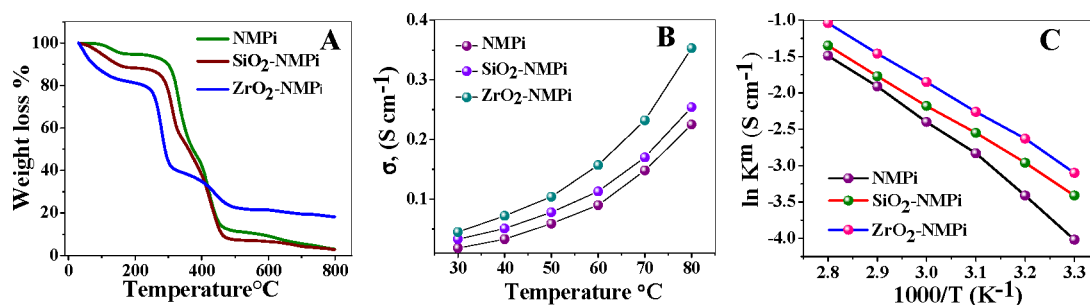 A
NMPi
SiO2-NMPi
ZrO2-NMPi
Weight loss %
100
80
60
40
20
0
0
200
400
600
800
Temperature°C
B
NMPi
SiO2-NMPi
ZrO2-NMPi
σ, (S cm-1)
0.4
0.3
0.2
0.1
30
40
50
60
70
80
Temperature °C
C
ln Km (S cm-1)
-1.0
-1.5
-2.0
-2.5
-3.0
-3.5
-4.0
NMPi
SiO2-NMPi
ZrO2-NMPi
2.8
2.9
3.0
3.1
3.2
3.3
1000/T (K-1)